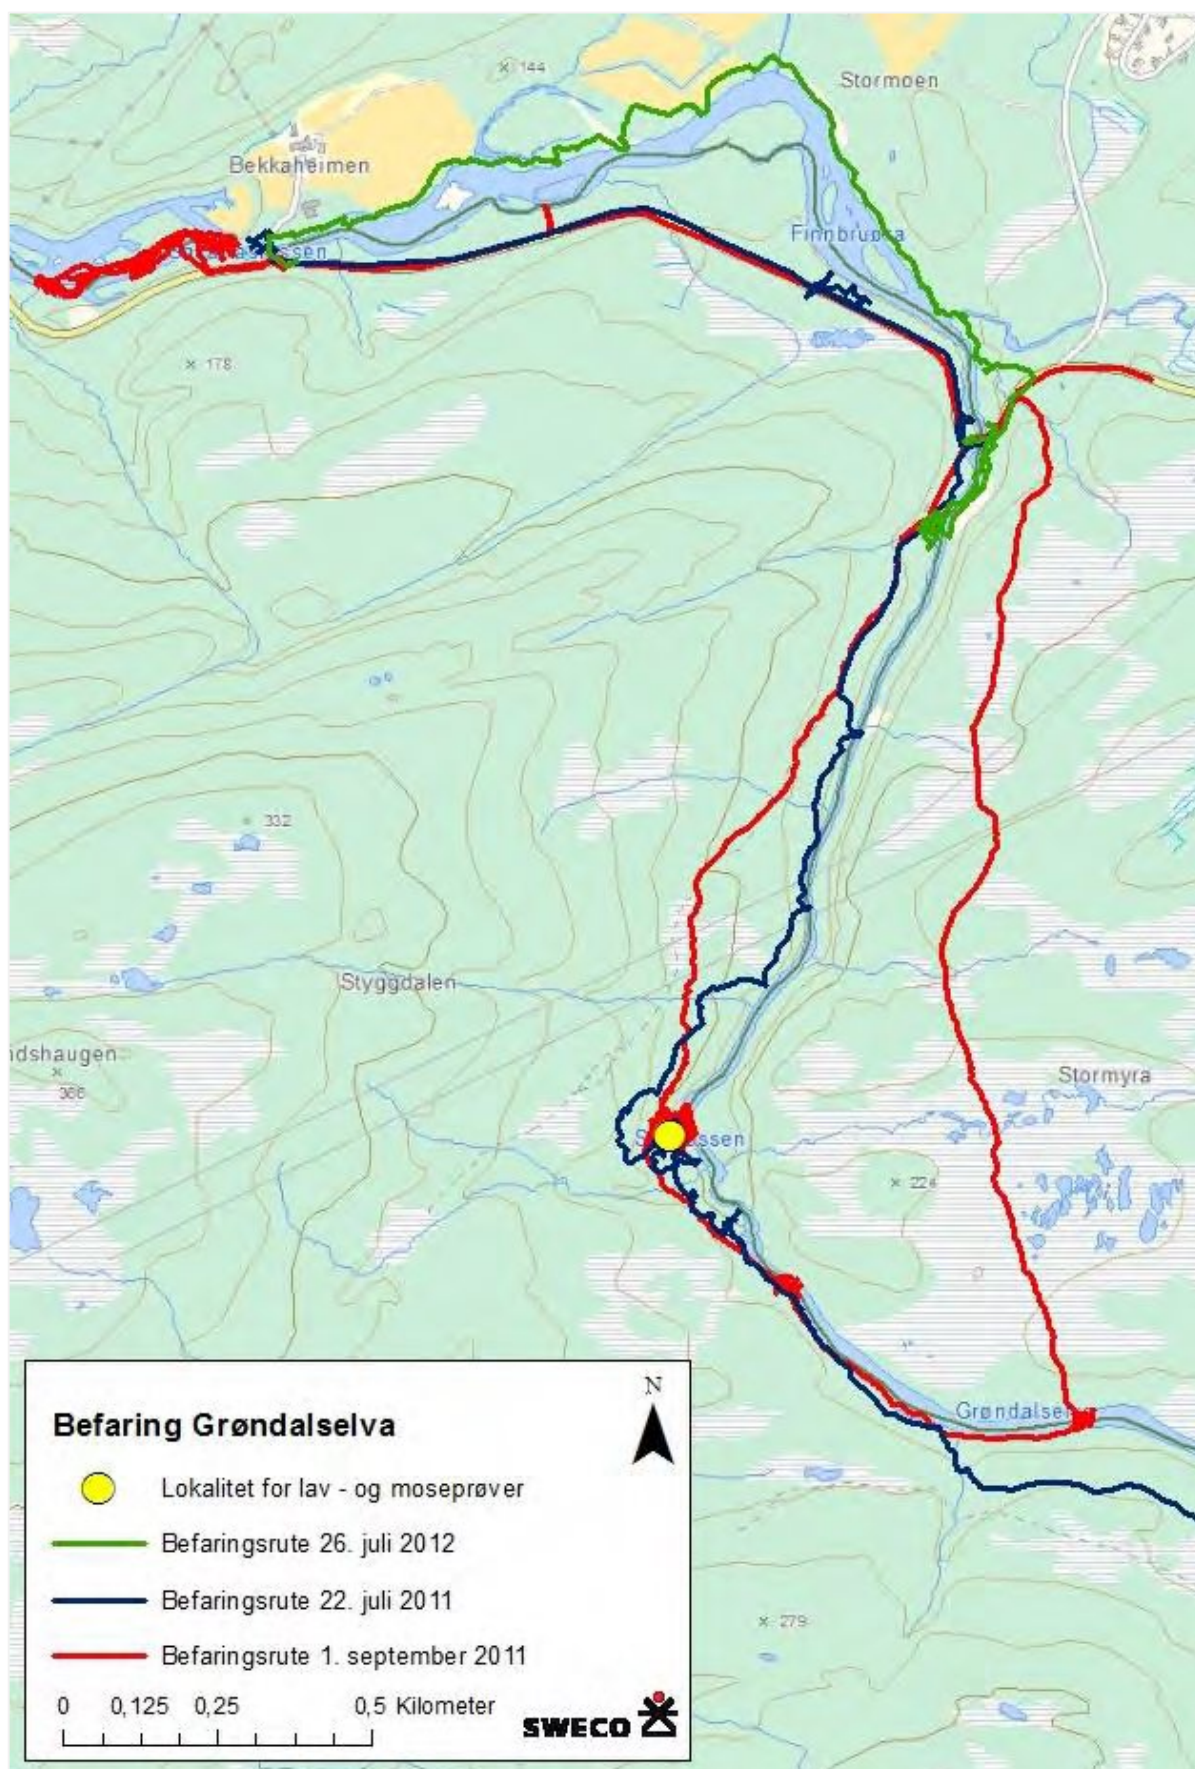 144
Stormoen
Bekkaheimen
178
332
Styggdalen
ndshaugen
366
Stormyra
224
279
Befaring Grøndalselva
N
Lokalitet for lav - og moseprøver
Befaringsrute 26. juli 2012
Befaringsrute 22. juli 2011
Befaringsrute 1. september 2011
0 0,125 0,25 0,5 Kilometer
SWECO